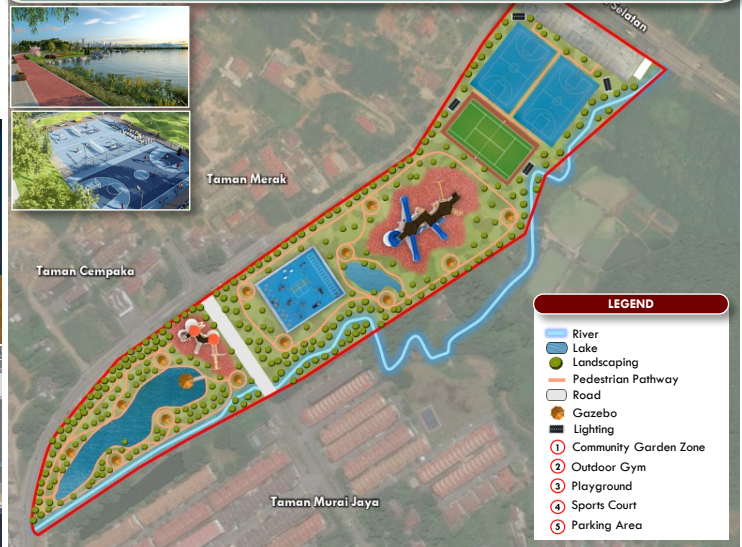 Selatan
Taman Merak
Taman Cempaka
Taman Murai Jaya
LEGEND
River
Lake
Landscaping
Pedestrian Pathway
Road
Gazebo
Lighting
1 Community Garden Zone
2 Outdoor Gym
3 Playground
4 Sports Court
5 Parking Area